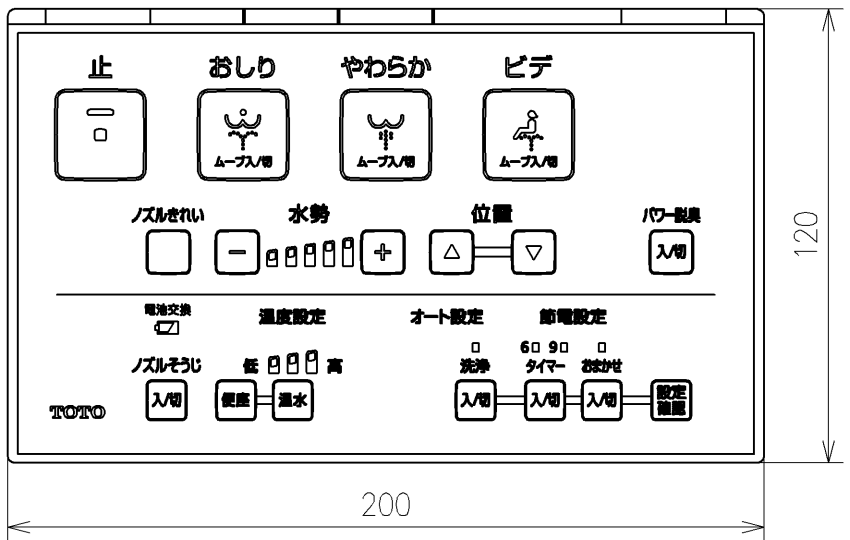 止 おしり やわらか ビデ
ムーブ入/切 ムーブ入/切 ムーブ入/切
ノズルきれい 水勢 位置 パワー脱臭
− + △ ▽ 入/切
電池交換 温度設定 オート設定 節電設定
6 9
ノズルそうじ 低 高 洗浄 タイマー おまかせ
入/切 便座 温水 入/切 入/切 入/切 設定
確認
TOTO
120
200